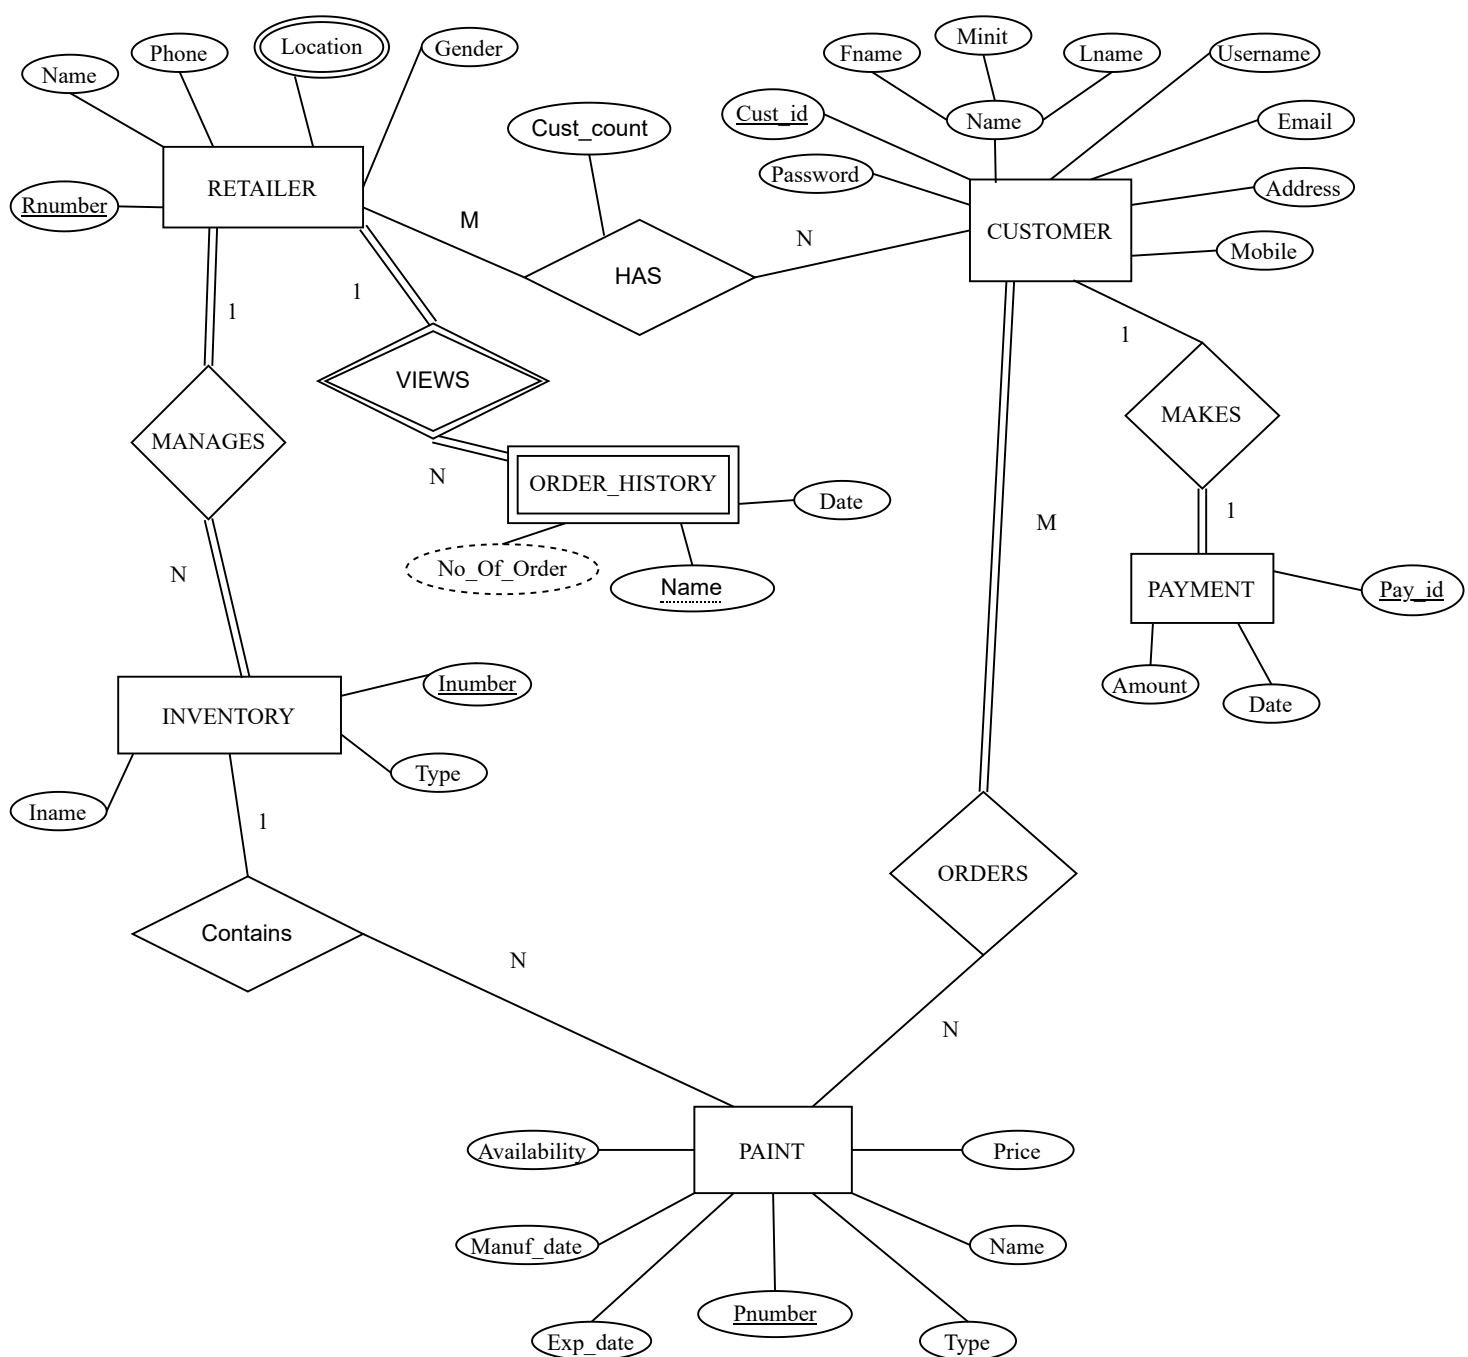 Name
Phone
Location
Gender
Rnumber
RETAILER
Cust_count
M
HAS
N
Fname
Minit
Lname
Username
Cust_id
Name
Email
Password
Address
CUSTOMER
Mobile
1
1
VIEWS
N
MANAGES
N
ORDER_HISTORY
Date
No_Of_Order
Name
1
MAKES
1
PAYMENT
Pay_id
Amount
Date
M
ORDERS
N
INVENTORY
Inumber
Type
Iname
1
Contains
N
Availability
PAINT
Price
Manuf_date
Name
Exp_date
Pnumber
Type